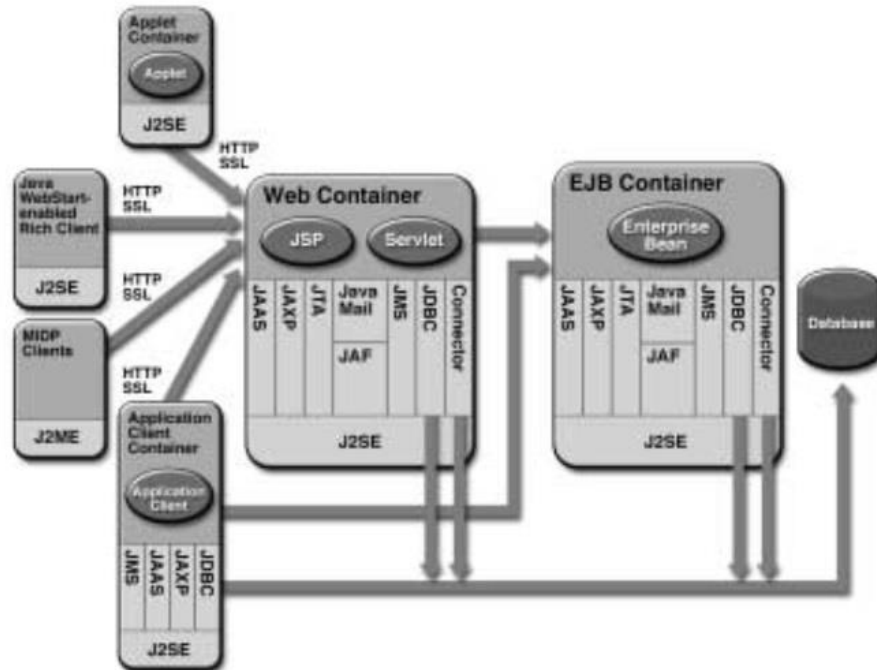 Applet
Container
Applet
J2SE
HTTP
SSL
Java
WebStart-
enabled
Rich Client
J2SE
HTTP
SSL
MIDP
Clients
J2ME
HTTP
SSL
HTTP
SSL
Application
Client
Container
Application
Client
JMS
JAAS
JAXP
JDBC
J2SE
Web Container
JSP
Servlet
JAAS
JAXP
JTA
Java
Mail
JAF
JMS
JDBC
Connector
J2SE
EJB Container
Enterprise
Bean
JAAS
JAXP
JTA
Java
Mail
JAF
JMS
JDBC
Connector
J2SE
Database